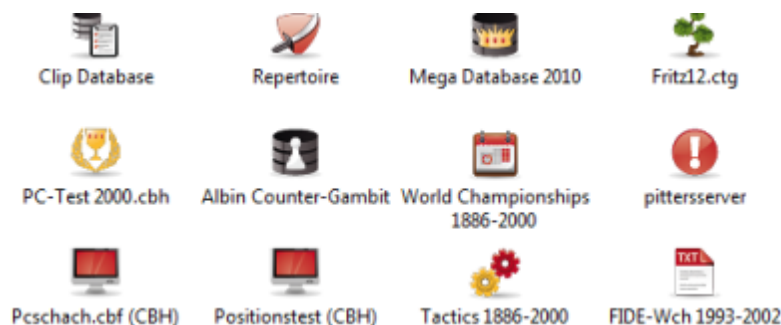 Clip Database
Repertoire
Mega Database 2010
Fritz12.ctg
PC-Test 2000.cbh
Albin Counter-Gambit
World Championships
1886-2000
pittersserver
TXT
Pcschach.cbf (CBH)
Positionstest (CBH)
Tactics 1886-2000
FIDE-Wch 1993-2002